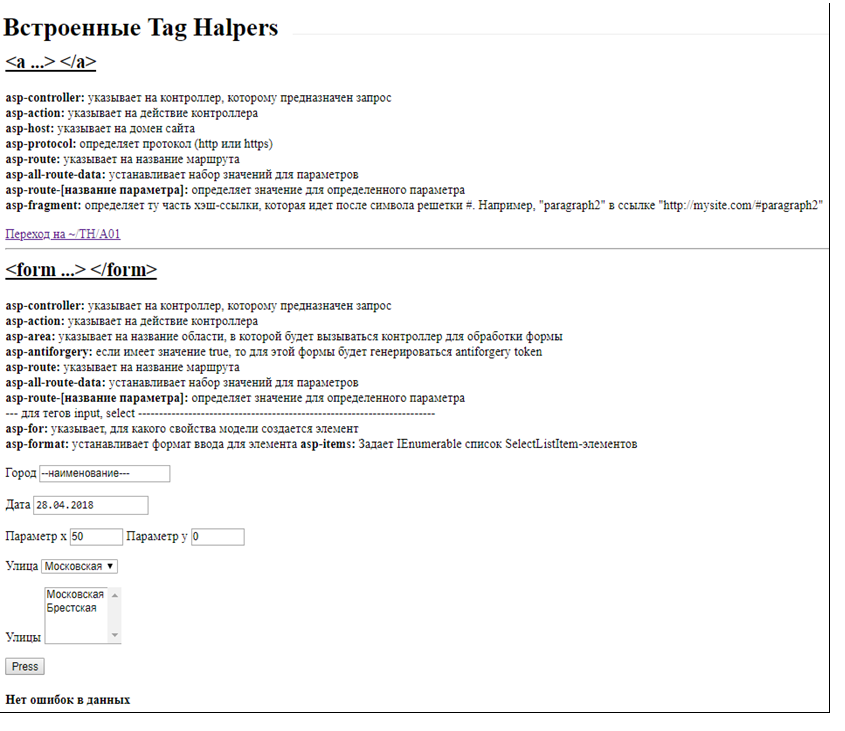 Встроенные Tag Halpers
<a ...> </a>
asp-controller: указывает на контроллер, которому предназначен запрос
asp-action: указывает на действие контроллера
asp-host: указывает на домен сайта
asp-protocol: определяет протокол (http или https)
asp-route: указывает на название маршрута
asp-all-route-data: устанавливает набор значений для параметров
asp-route-[название параметра]: определяет значение для определенного параметра
asp-fragment: определяет ту часть хэш-ссылки, которая идет после символа решетки #. Например, "paragraph2" в ссылке "http://mysite.com/#paragraph2"
Переход на ~/TH/A01
<form ...> </form>
asp-controller: указывает на контроллер, которому предназначен запрос
asp-action: указывает на действие контроллера
asp-area: указывает на название области, в которой будет вызываться контроллер для обработки формы
asp-antiforgery: если имеет значение true, то для этой формы будет генерироваться antiforgery token
asp-route: указывает на название маршрута
asp-all-route-data: устанавливает набор значений для параметров
asp-route-[название параметра]: определяет значение для определенного параметра
--- для тегов input, select -----------------------------------------------------------------------
asp-for: указывает, для какого свойства модели создается элемент
asp-format: устанавливает формат ввода для элемента asp-items: Задает IEnumerable список SelectListItem-элементов
Город --наименование---
Дата 28.04.2018
Параметр x 50 Параметр y 0
Улица Московская ▼
Московская
Брестская
Улицы
Press
Нет ошибок в данных